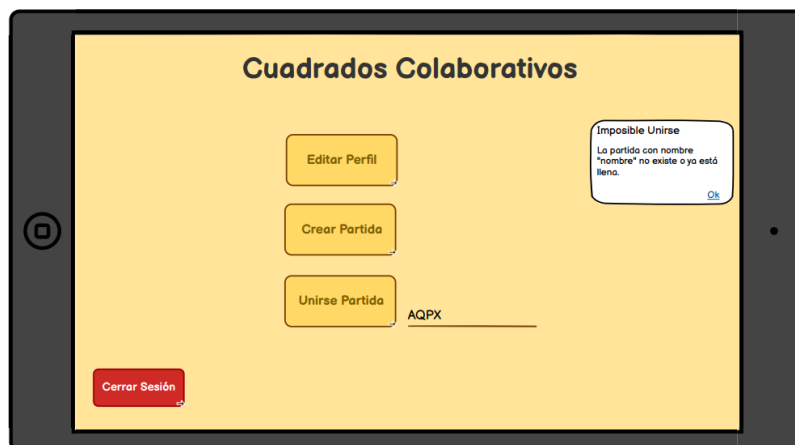 Cuadrados Colaborativos
Imposible Unirse
La partida con nombre
"nombre" no existe o ya está
llena.
Ok
Editar Perfil
Crear Partida
Unirse Partida
AQPX
Cerrar Sesión